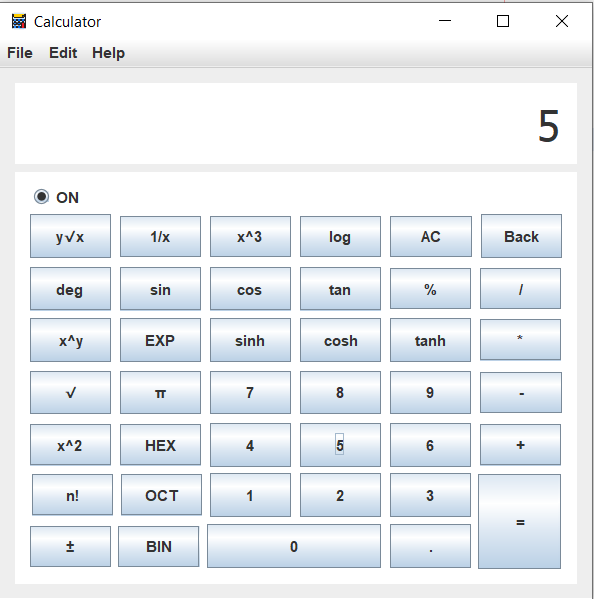 Calculator
File Edit Help
5
ON
y√x 1/x x^3 log AC Back
deg sin cos tan % /
x^y EXP sinh cosh tanh *
√ π 7 8 9 -
x^2 HEX 4 5 6 +
n! OCT 1 2 3 =
± BIN 0 .